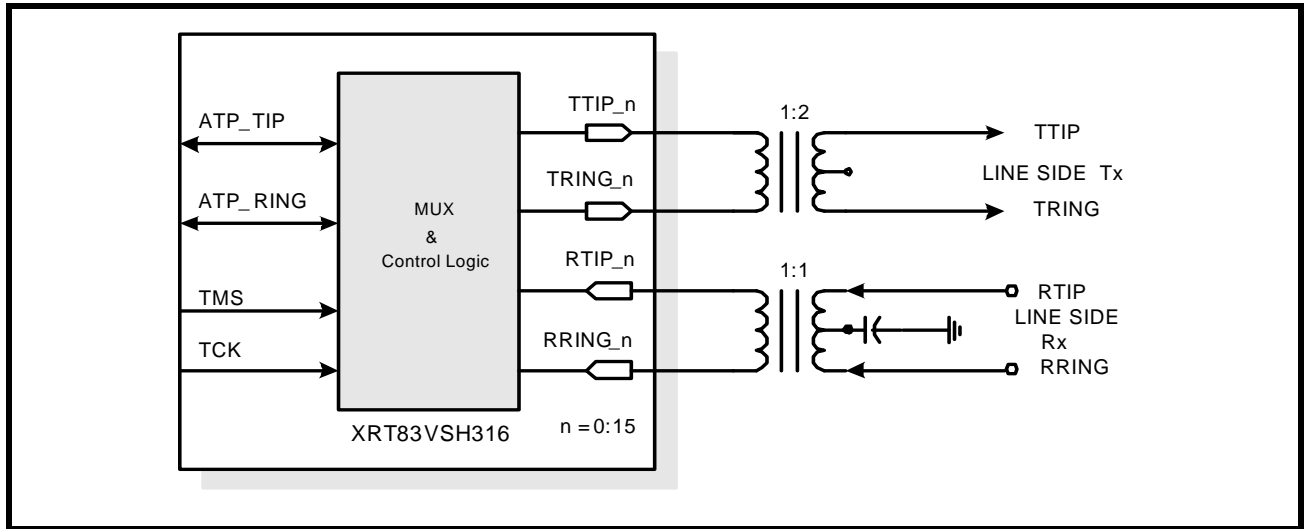 ATP_TIP
ATP_RING
TMS
TCK
MUX
&
Control Logic
XRT83VSH316
TTIP_n
TRING_n
RTIP_n
RRING_n
n = 0:15
1:2
TTIP
LINE SIDE Tx
TRING
1:1
RTIP
LINE SIDE
Rx
RRING